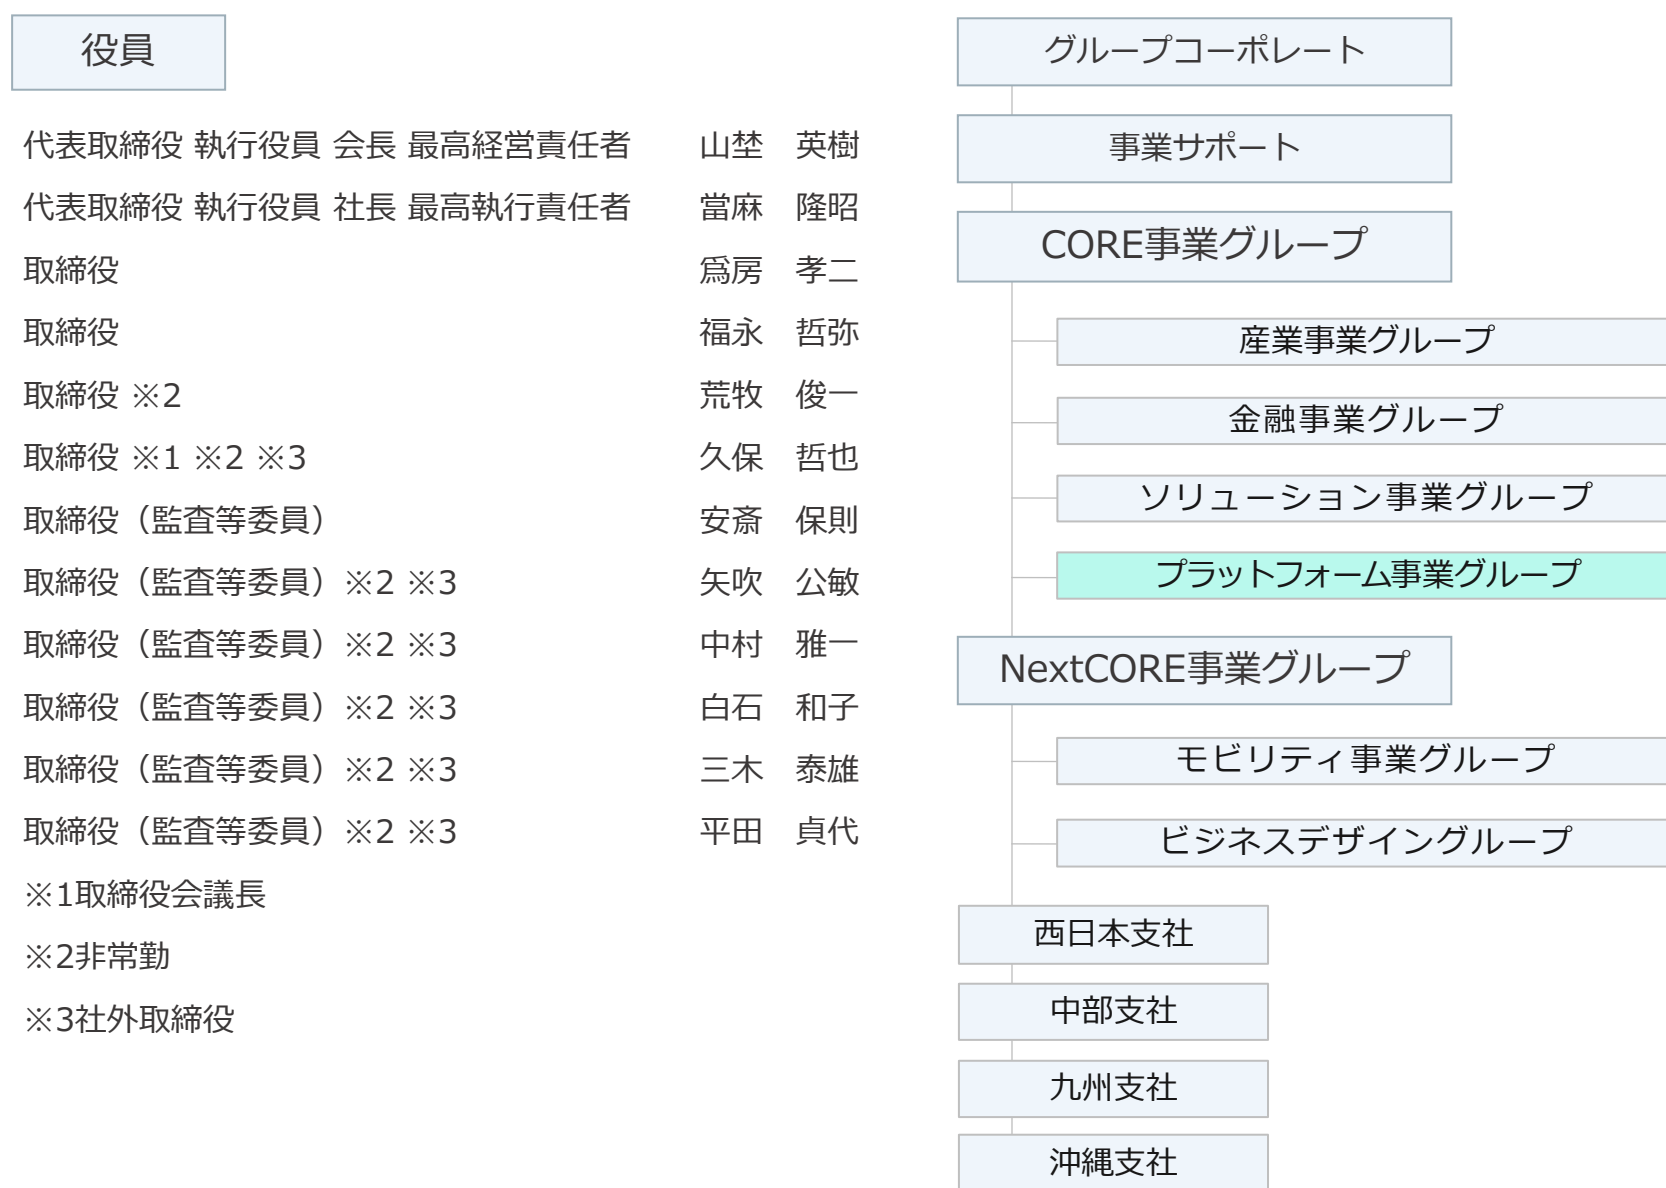 役員
代表取締役 執行役員 会長 最高経営責任者 山埜 英樹
代表取締役 執行役員 社長 最高執行責任者 當麻 隆昭
取締役 爲房 孝二
取締役 福永 哲弥
取締役 ※2 荒牧 俊一
取締役 ※1 ※2 ※3 久保 哲也
取締役（監査等委員） 安斎 保則
取締役（監査等委員）※2 ※3 矢吹 公敏
取締役（監査等委員）※2 ※3 中村 雅一
取締役（監査等委員）※2 ※3 白石 和子
取締役（監査等委員）※2 ※3 三木 泰雄
取締役（監査等委員）※2 ※3 平田 貞代
※1取締役会議長
※2非常勤
※3社外取締役
グループコーポレート
事業サポート
CORE事業グループ
産業事業グループ
金融事業グループ
ソリューション事業グループ
プラットフォーム事業グループ
NextCORE事業グループ
モビリティ事業グループ
ビジネスデザイングループ
西日本支社
中部支社
九州支社
沖縄支社